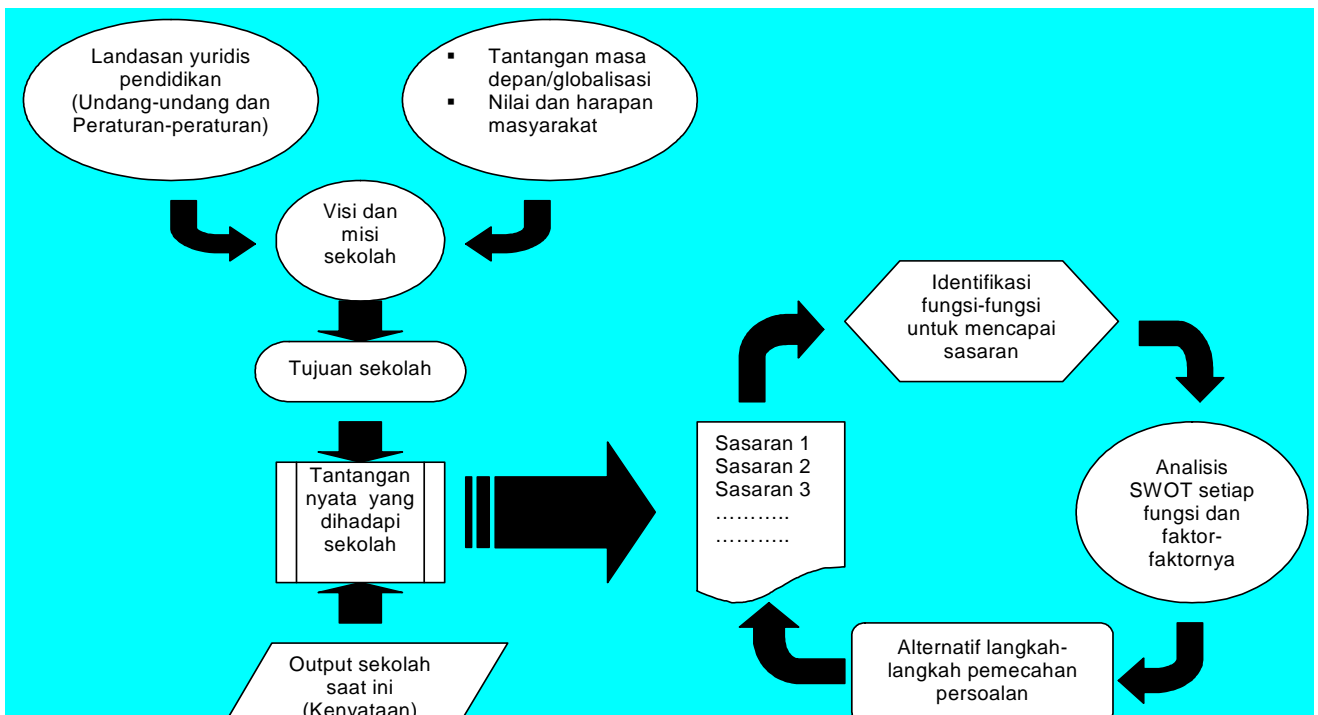 Landasan yuridis
pendidikan
(Undang-undang dan
Peraturan-peraturan)
▪ Tantangan masa
depan/globalisasi
▪ Nilai dan harapan
masyarakat
Visi dan
misi
sekolah
Tujuan sekolah
Tantangan
nyata yang
dihadapi
sekolah
Output sekolah
saat ini
(Kenyataan)
Sasaran 1
Sasaran 2
Sasaran 3
………..
………..
Identifikasi
fungsi-fungsi
untuk mencapai
sasaran
Analisis
SWOT setiap
fungsi dan
faktor-
faktornya
Alternatif langkah-
langkah pemecahan
persoalan